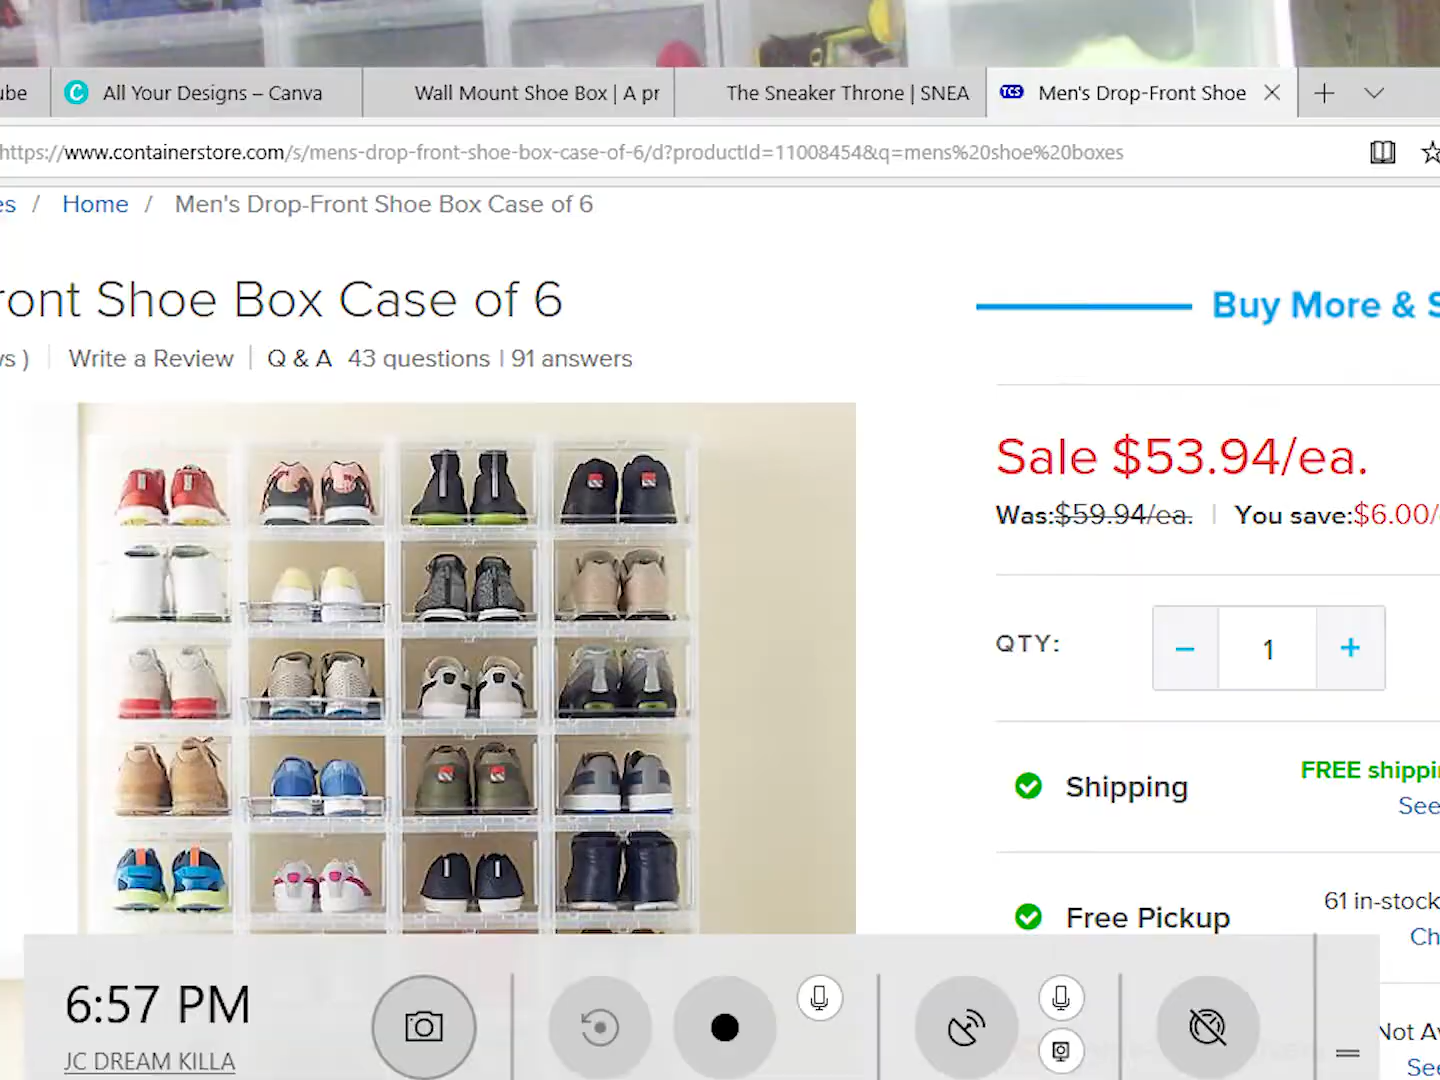 ube
All Your Designs – Canva
Wall Mount Shoe Box | A pr
The Sneaker Throne | SNEA
TCS
Men's Drop-Front Shoe
https://www.containerstore.com/s/mens-drop-front-shoe-box-case-of-6/d?productId=11008454&q=mens%20shoe%20boxes
es / Home / Men's Drop-Front Shoe Box Case of 6
ront Shoe Box Case of 6
vs ) Write a Review Q & A 43 questions | 91 answers
Buy More & S
Sale $53.94/ea.
Was:$59.94/ea. You save:$6.00/
QTY: − 1 +
Shipping
FREE shippi
See
Free Pickup
61 in-stock
Ch
Not Av
See
6:57 PM
JC DREAM KILLA